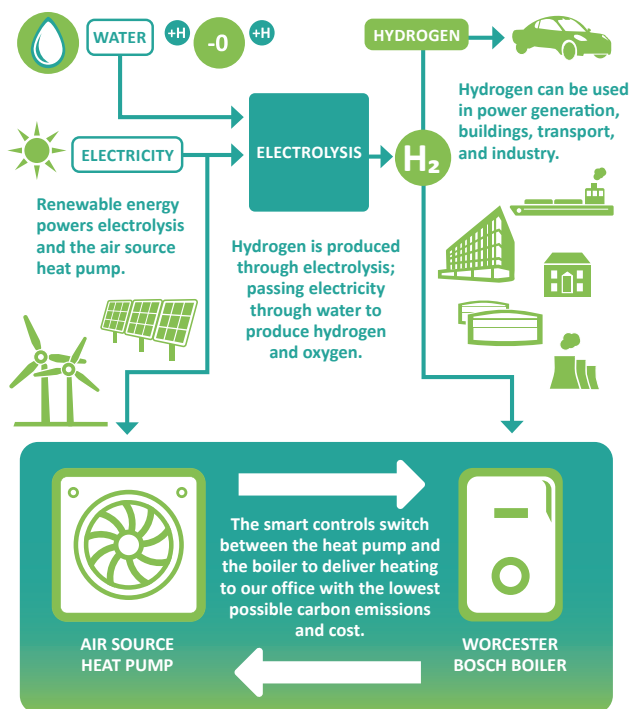 WATER
+H
-0
+H
HYDROGEN
Hydrogen can be used
in power generation,
buildings, transport,
and industry.
ELECTRICITY
ELECTROLYSIS
H₂
Renewable energy
powers electrolysis
and the air source
heat pump.
Hydrogen is produced
through electrolysis;
passing electricity
through water to
produce hydrogen
and oxygen.
The smart controls switch
between the heat pump and
the boiler to deliver heating
to our office with the lowest
possible carbon emissions
and cost.
AIR SOURCE
HEAT PUMP
WORCESTER
BOSCH BOILER